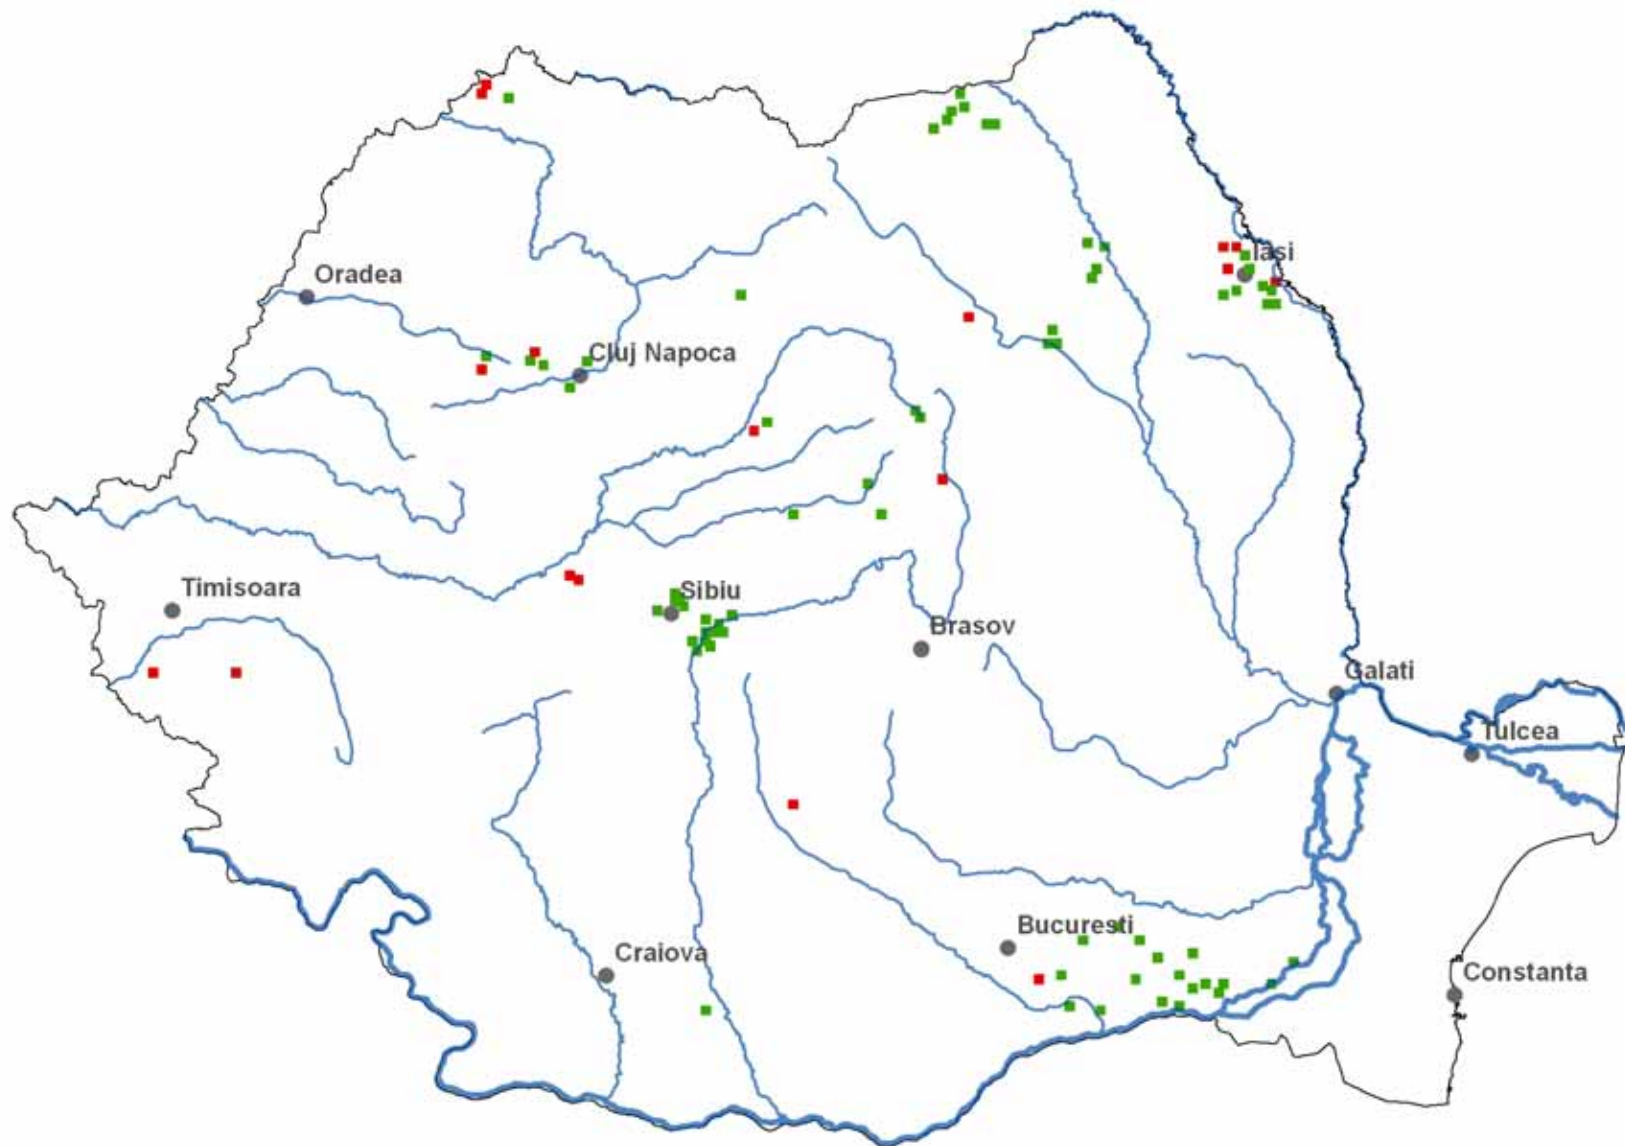 Iasi
Oradea
Cluj Napoca
Timisoara
Sibiu
Brasov
Galati
Tulcea
Bucuresti
Craiova
Constanta